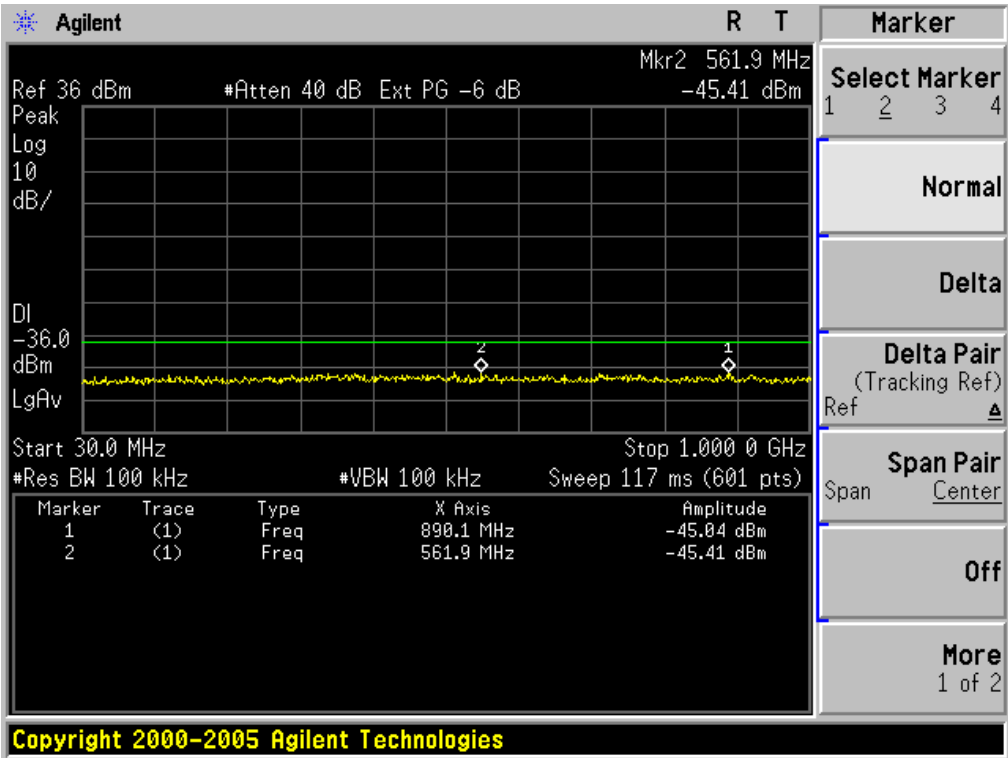 Agilent R T
Mkr2 561.9 MHz
Ref 36 dBm #Atten 40 dB Ext PG -6 dB -45.41 dBm
Peak
Log
10
dB/
DI
-36.0
dBm
LgAv
2 1
Start 30.0 MHz Stop 1.000 0 GHz
#Res BW 100 kHz #VBW 100 kHz Sweep 117 ms (601 pts)
Marker Trace Type X Axis Amplitude
1 (1) Freq 890.1 MHz -45.04 dBm
2 (1) Freq 561.9 MHz -45.41 dBm
Marker
Select Marker
1 2 3 4
Normal
Delta
Delta Pair
(Tracking Ref)
Ref Δ
Span Pair
Span Center
Off
More
1 of 2
Copyright 2000-2005 Agilent Technologies